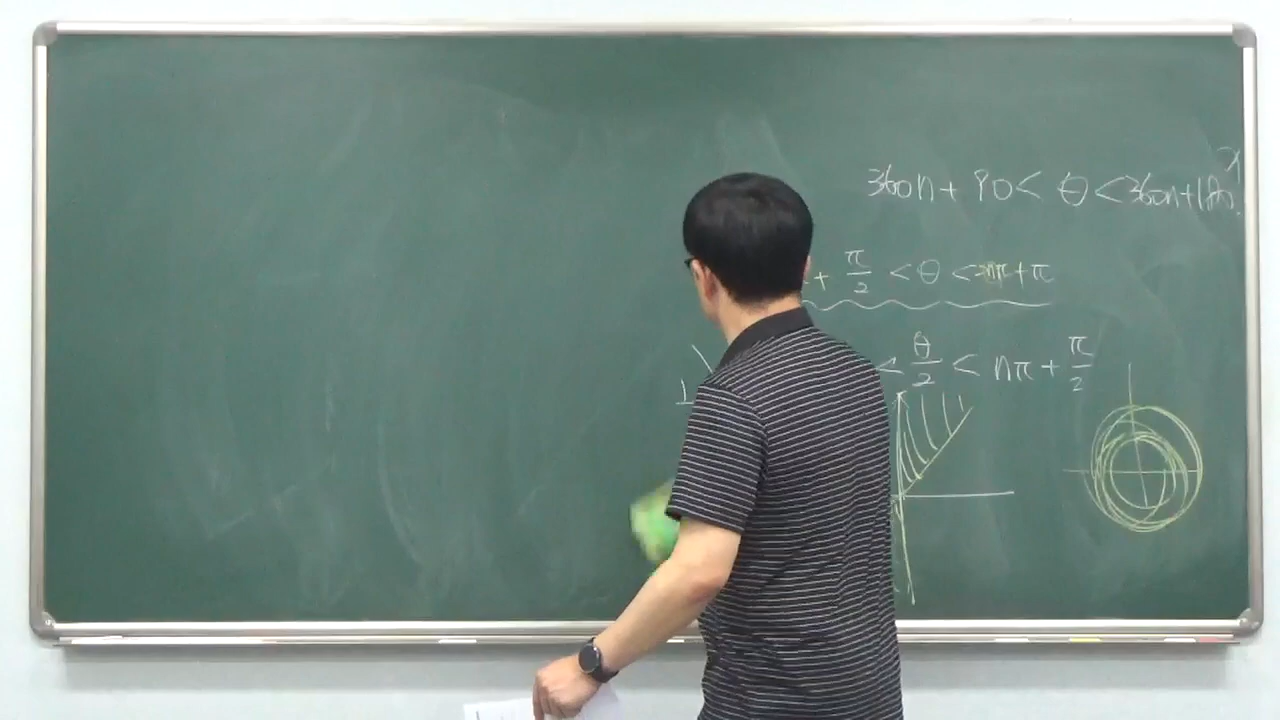 360n + 90 < θ < 360n + 180
+ π/2 < θ < 2nπ + π
< θ/2 < nπ + π/2